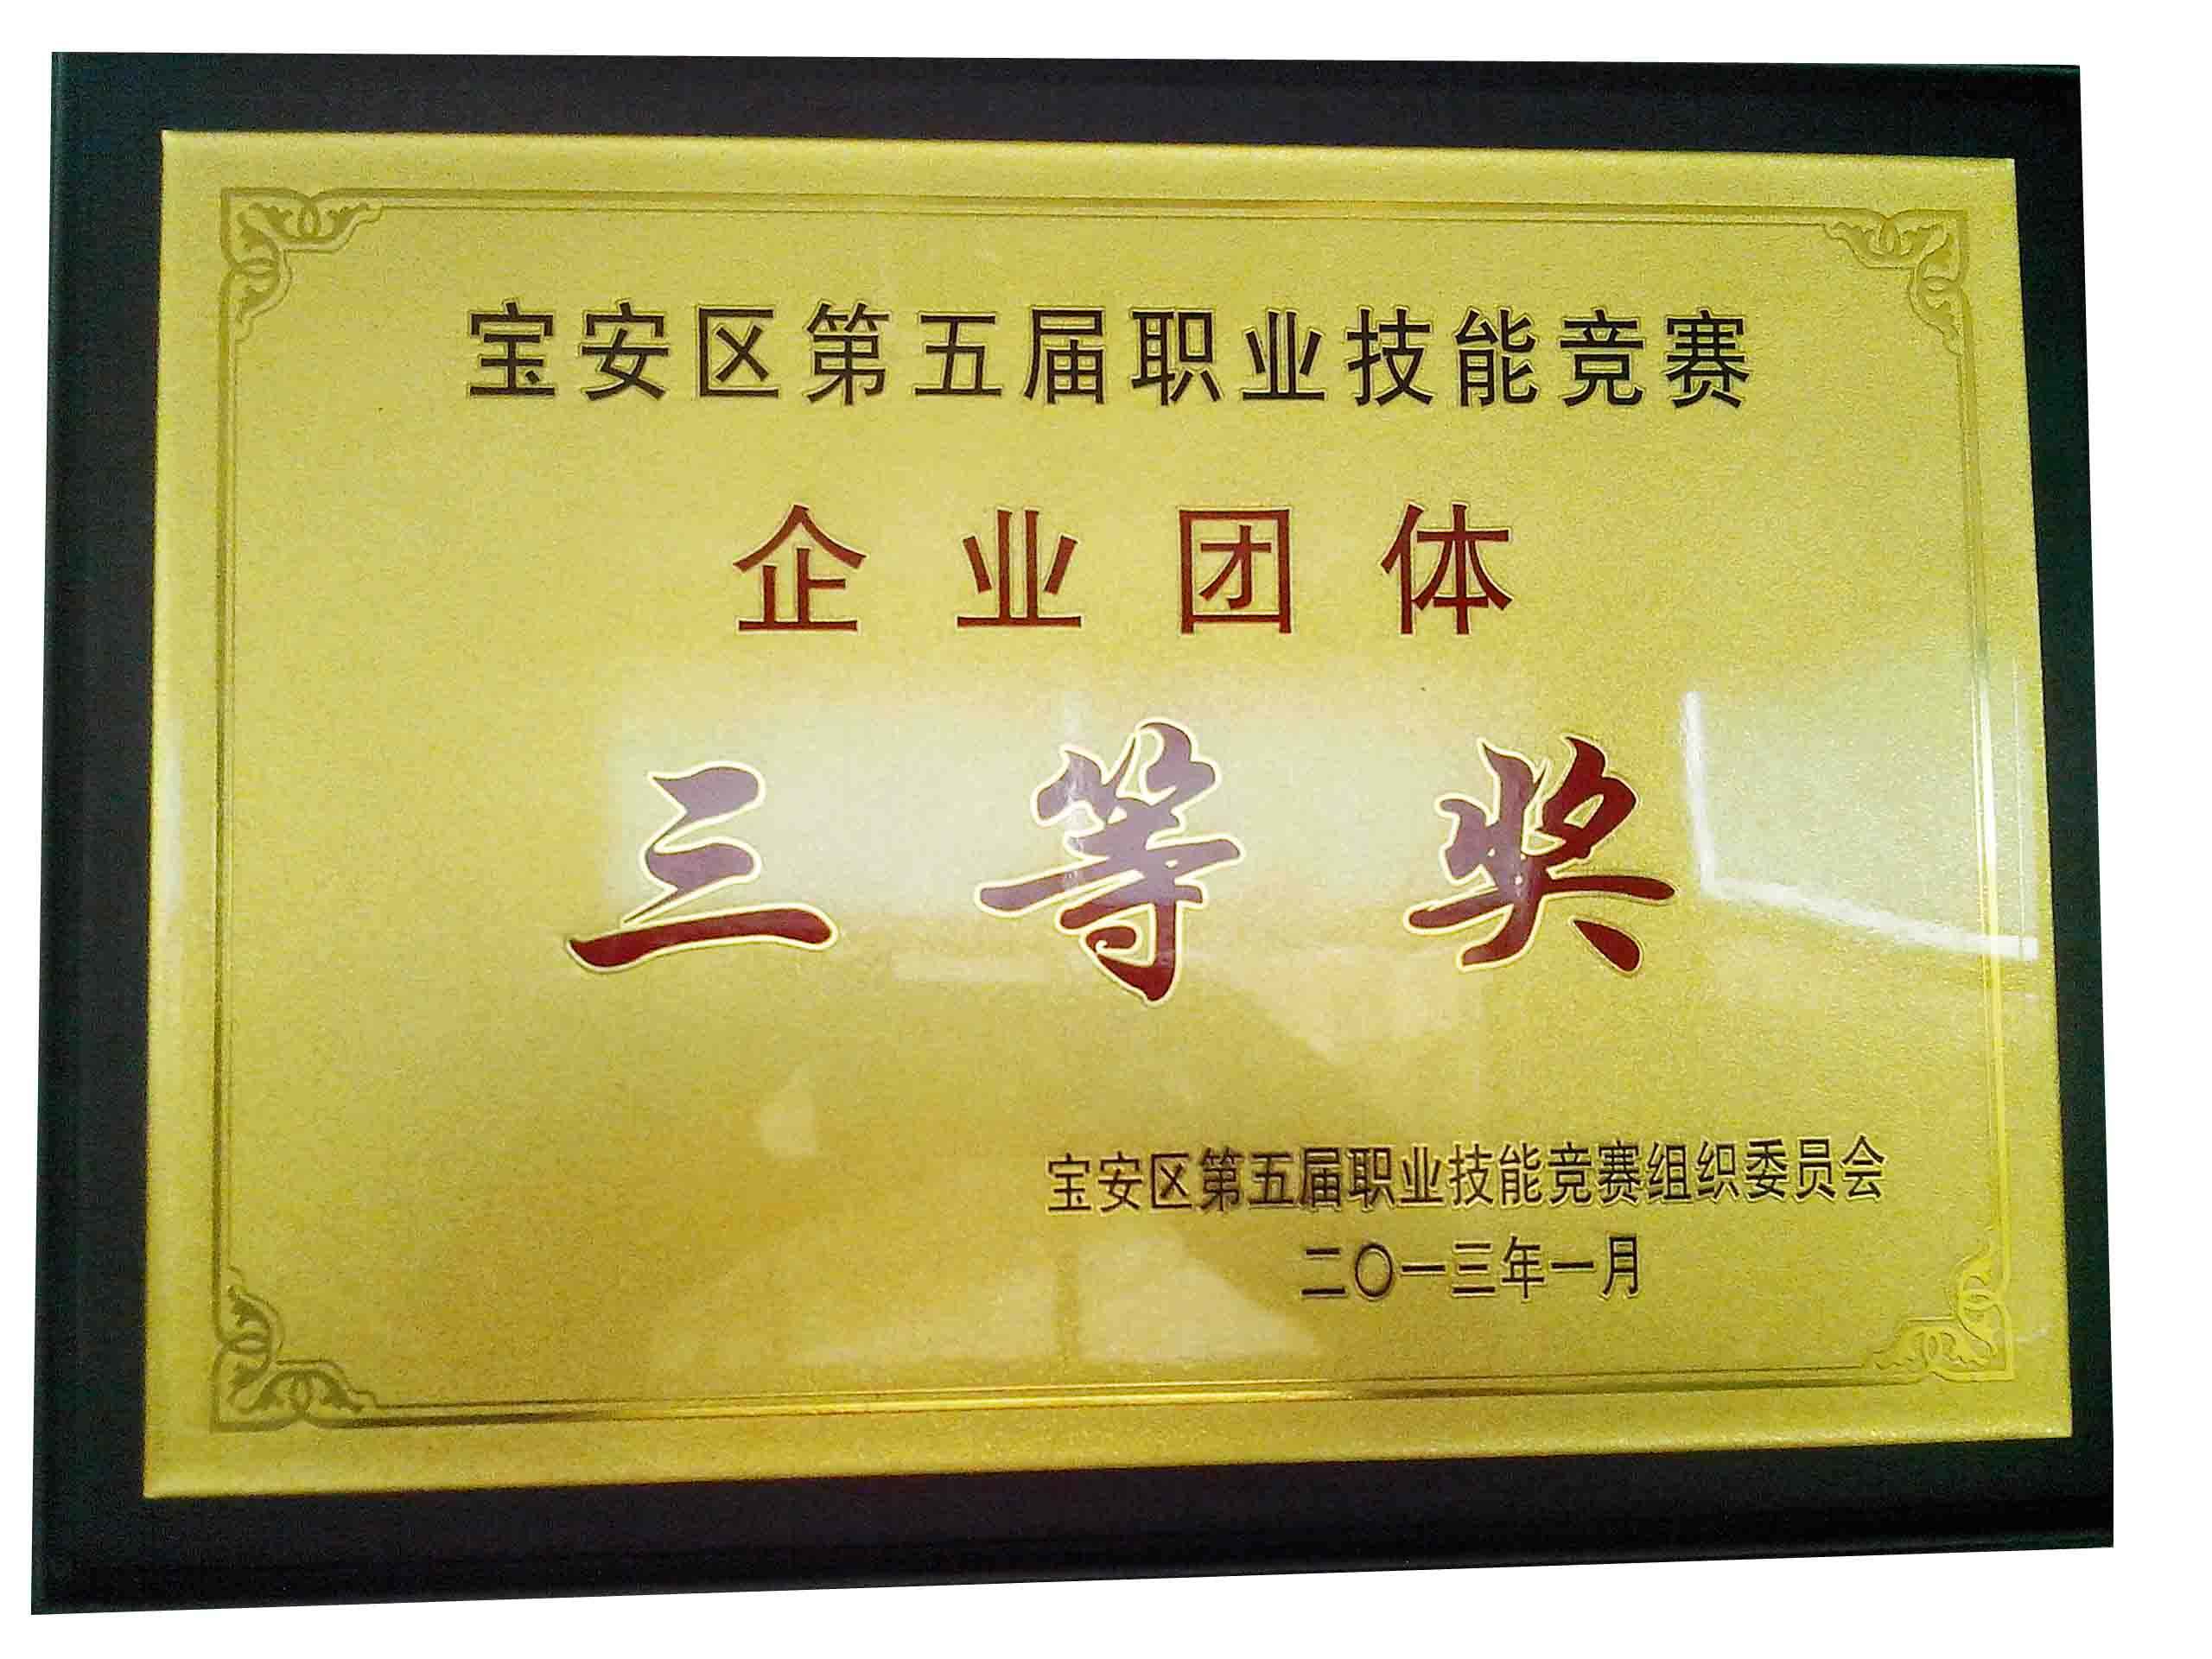 宝安区第五届职业技能竞赛
企业团体
三等奖
宝安区第五届职业技能竞赛组织委员会
二〇一三年一月